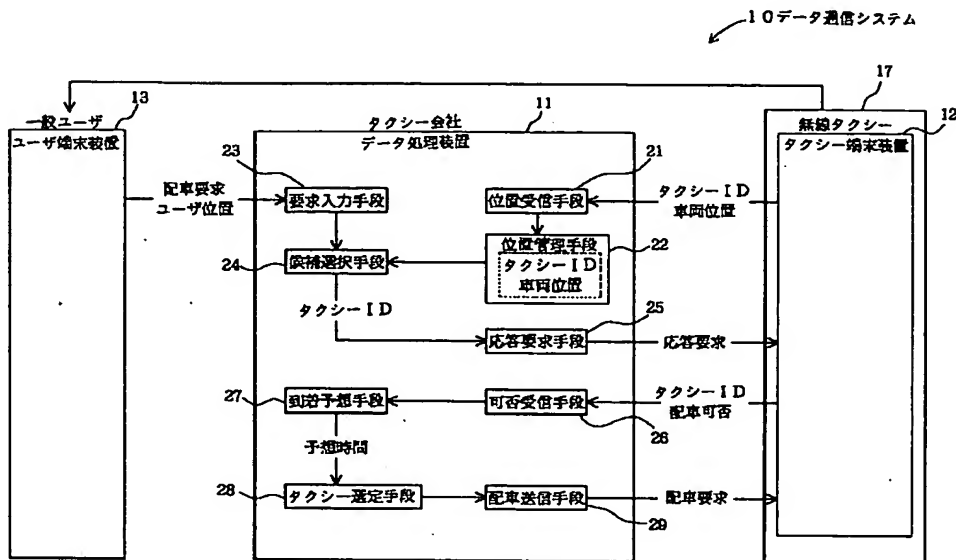 10データ通信システム
17
13
11
12
一般ユーザ
ユーザ端末装置
タクシー会社
データ処理装置
無線タクシー
タクシー端末装置
23
21
配車要求
ユーザ位置
要求入力手段
位置受信手段
タクシーID
車両位置
22
24
候補選択手段
位置管理手段
タクシーID
車両位置
タクシーID
25
応答要求手段
応答要求
27
到着予想手段
可否受信手段
タクシーID
配車可否
26
予想時間
28
タクシー選定手段
配車送信手段
配車要求
29